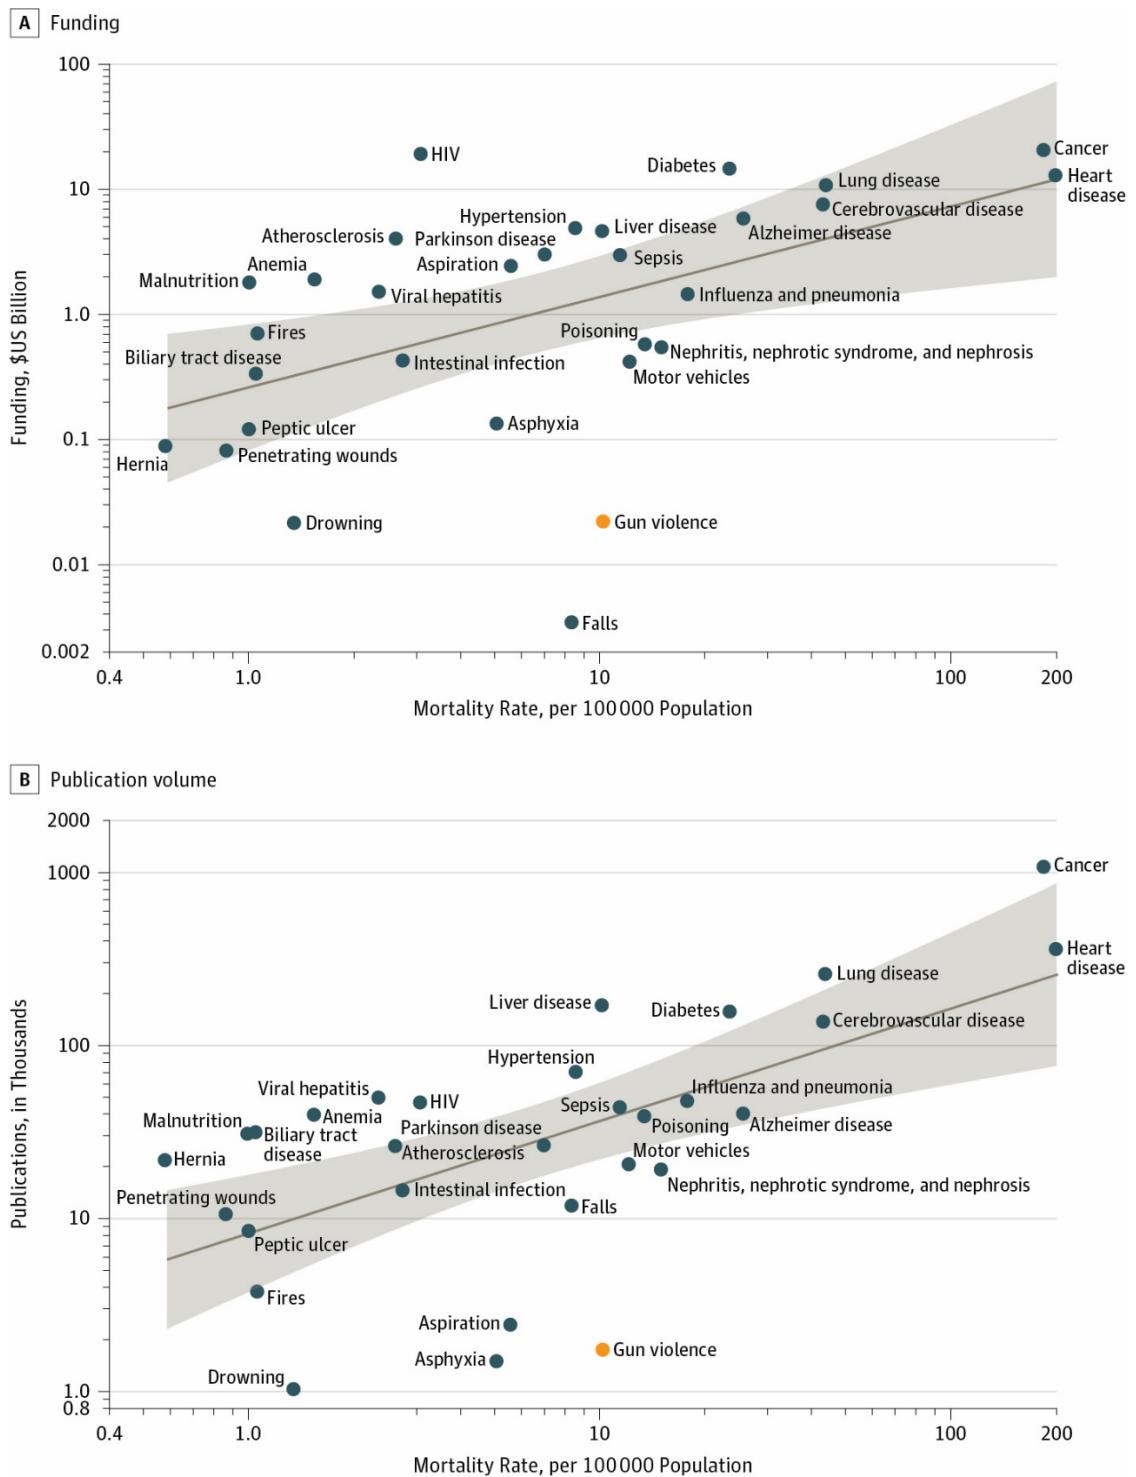 A Funding
100
10
1.0
0.1
0.01
0.002
Funding, $US Billion
HIV
Diabetes
Cancer
Lung disease
Heart
disease
Hypertension
Cerebrovascular disease
Liver disease
Atherosclerosis
Parkinson disease
Alzheimer disease
Anemia
Aspiration
Sepsis
Malnutrition
Viral hepatitis
Influenza and pneumonia
Fires
Poisoning
Biliary tract disease
Nephritis, nephrotic syndrome, and nephrosis
Intestinal infection
Motor vehicles
Peptic ulcer
Asphyxia
Hernia
Penetrating wounds
Drowning
Gun violence
Falls
0.4 1.0 10 100 200
Mortality Rate, per 100 000 Population
B Publication volume
2000
1000
100
10
1.0
0.8
Publications, in Thousands
Cancer
Heart
disease
Lung disease
Liver disease
Diabetes
Cerebrovascular disease
Hypertension
Viral hepatitis
Influenza and pneumonia
HIV
Sepsis
Malnutrition
Anemia
Parkinson disease
Poisoning
Alzheimer disease
Biliary tract
disease
Atherosclerosis
Motor vehicles
Hernia
Nephritis, nephrotic syndrome, and nephrosis
Intestinal infection
Penetrating wounds
Falls
Peptic ulcer
Fires
Aspiration
Gun violence
Asphyxia
Drowning
0.4 1.0 10 100 200
Mortality Rate, per 100 000 Population